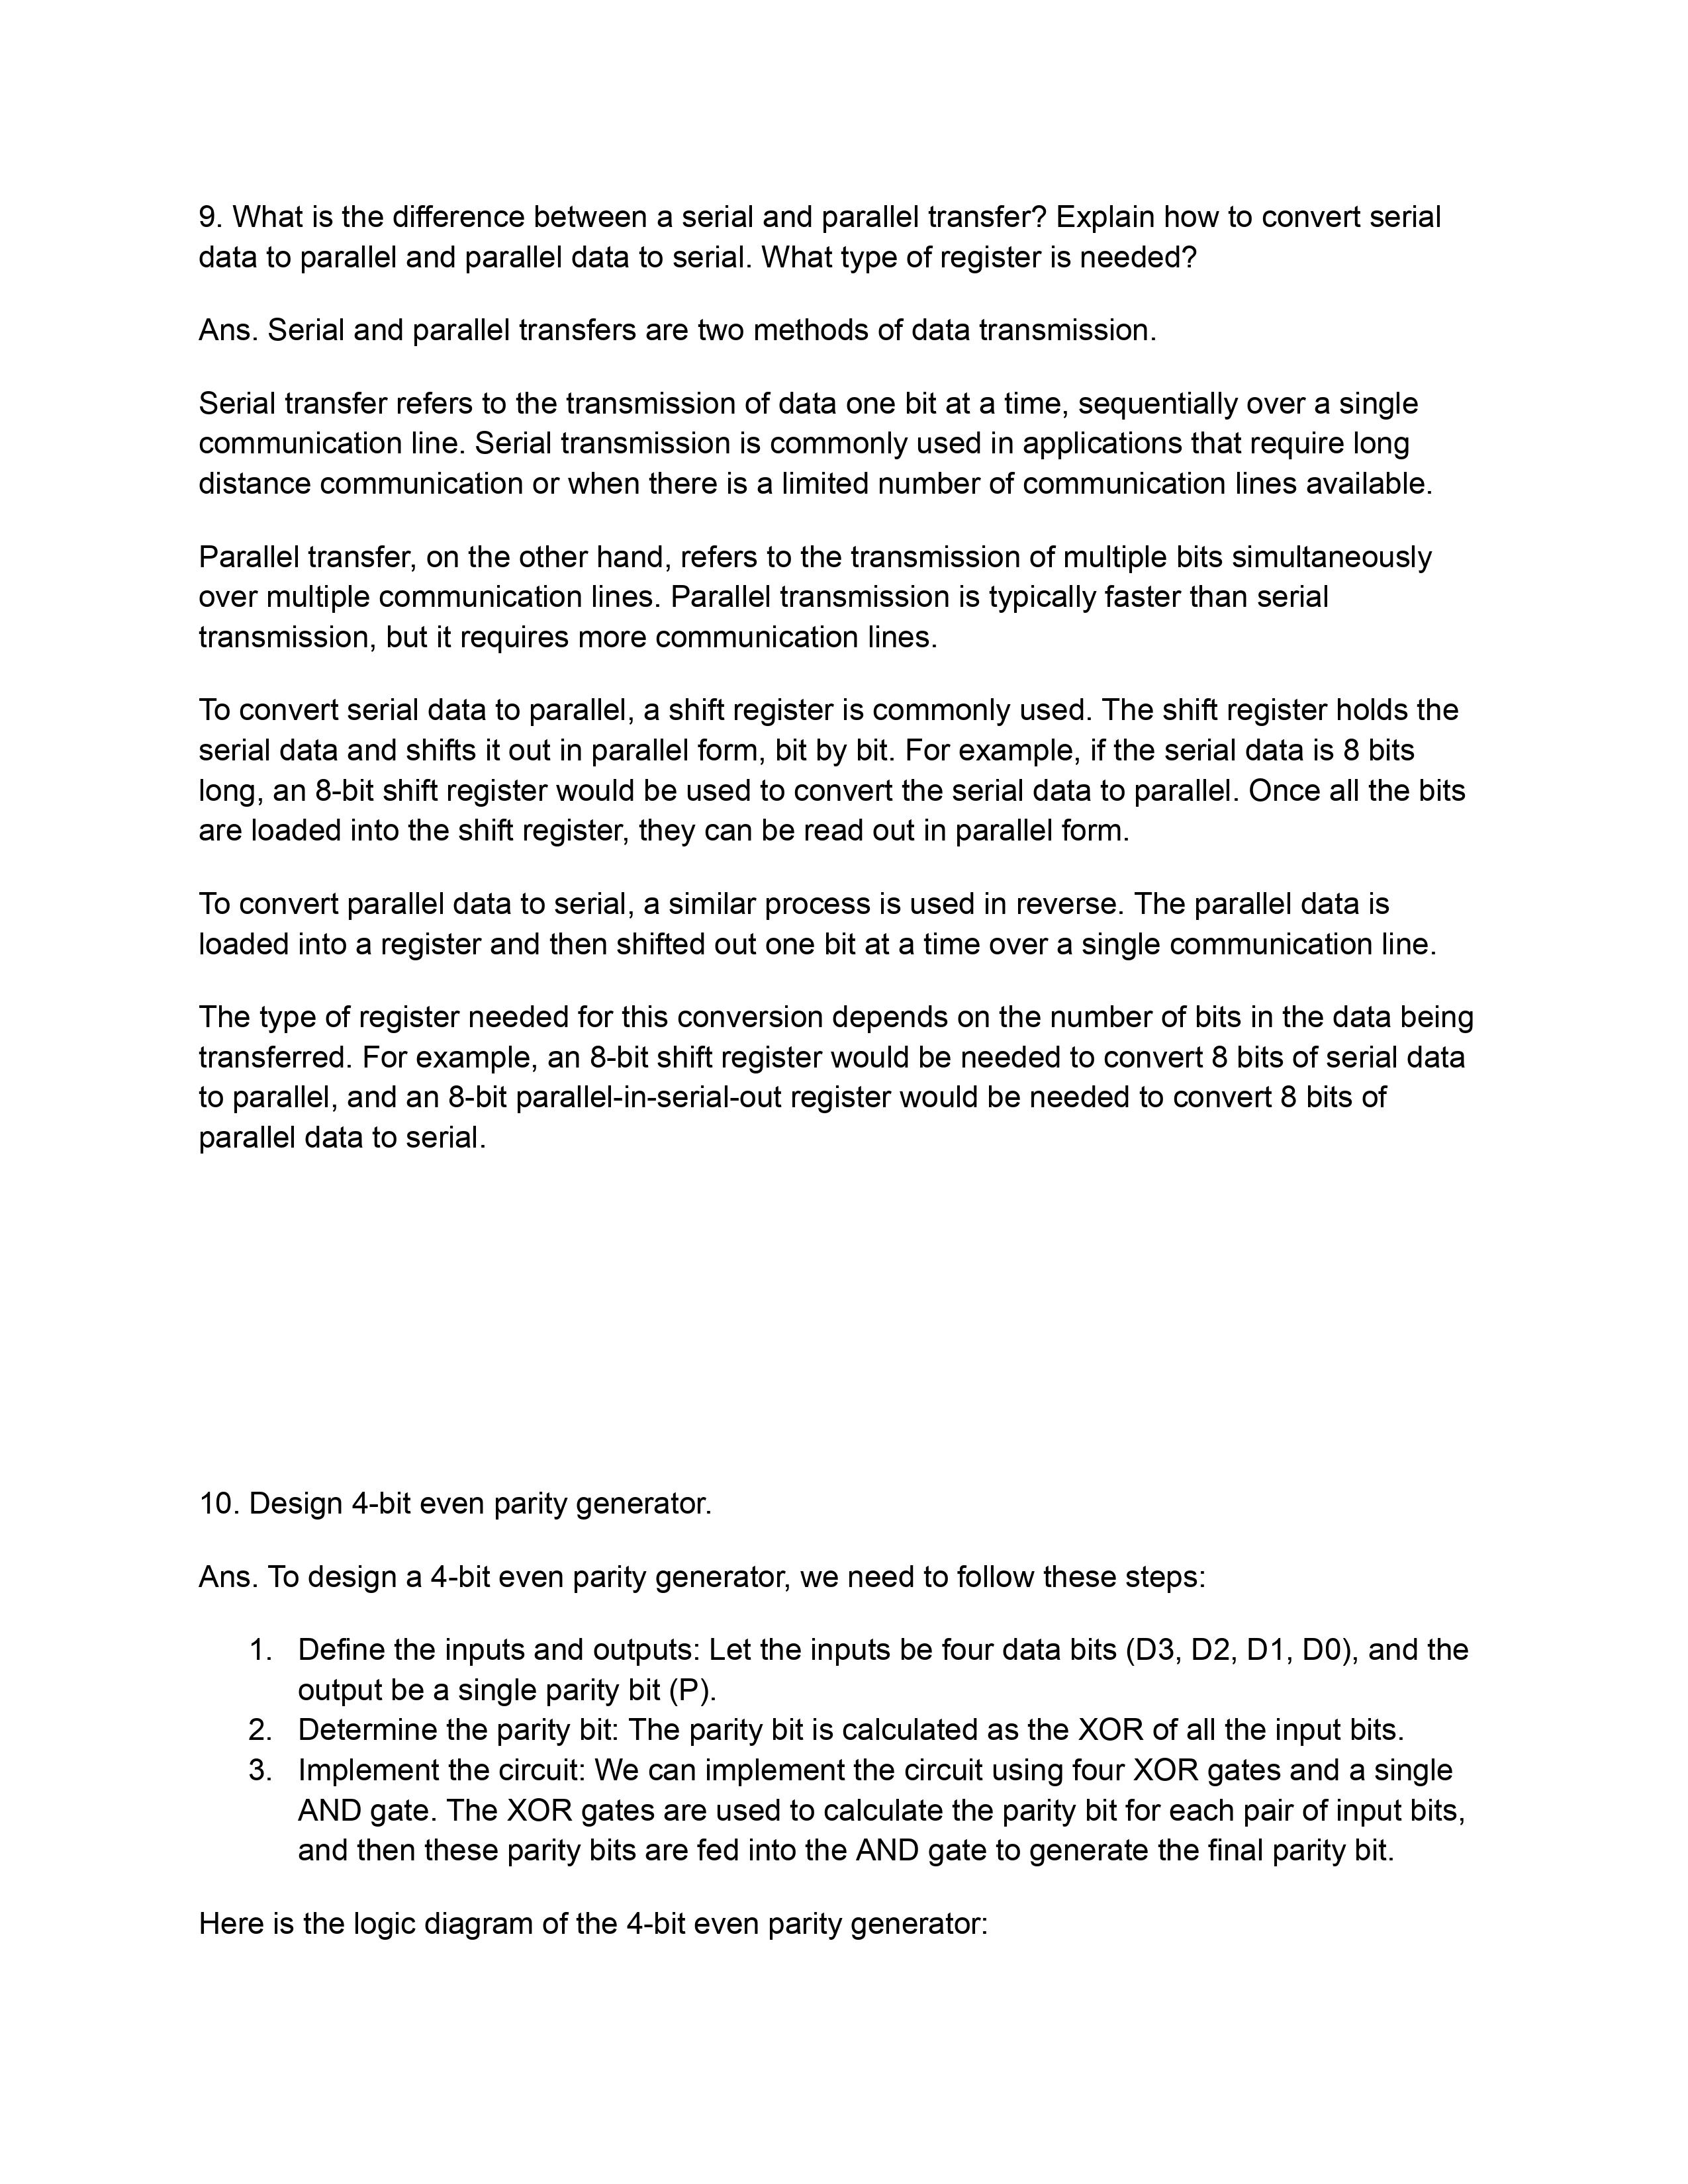 9. What is the difference between a serial and parallel transfer? Explain how to convert serial
data to parallel and parallel data to serial. What type of register is needed?
Ans. Serial and parallel transfers are two methods of data transmission.
Serial transfer refers to the transmission of data one bit at a time, sequentially over a single
communication line. Serial transmission is commonly used in applications that require long
distance communication or when there is a limited number of communication lines available.
Parallel transfer, on the other hand, refers to the transmission of multiple bits simultaneously
over multiple communication lines. Parallel transmission is typically faster than serial
transmission, but it requires more communication lines.
To convert serial data to parallel, a shift register is commonly used. The shift register holds the
serial data and shifts it out in parallel form, bit by bit. For example, if the serial data is 8 bits
long, an 8-bit shift register would be used to convert the serial data to parallel. Once all the bits
are loaded into the shift register, they can be read out in parallel form.
To convert parallel data to serial, a similar process is used in reverse. The parallel data is
loaded into a register and then shifted out one bit at a time over a single communication line.
The type of register needed for this conversion depends on the number of bits in the data being
transferred. For example, an 8-bit shift register would be needed to convert 8 bits of serial data
to parallel, and an 8-bit parallel-in-serial-out register would be needed to convert 8 bits of
parallel data to serial.
10. Design 4-bit even parity generator.
Ans. To design a 4-bit even parity generator, we need to follow these steps:
1. Define the inputs and outputs: Let the inputs be four data bits (D3, D2, D1, D0), and the
output be a single parity bit (P).
2. Determine the parity bit: The parity bit is calculated as the XOR of all the input bits.
3. Implement the circuit: We can implement the circuit using four XOR gates and a single
AND gate. The XOR gates are used to calculate the parity bit for each pair of input bits,
and then these parity bits are fed into the AND gate to generate the final parity bit.
Here is the logic diagram of the 4-bit even parity generator: